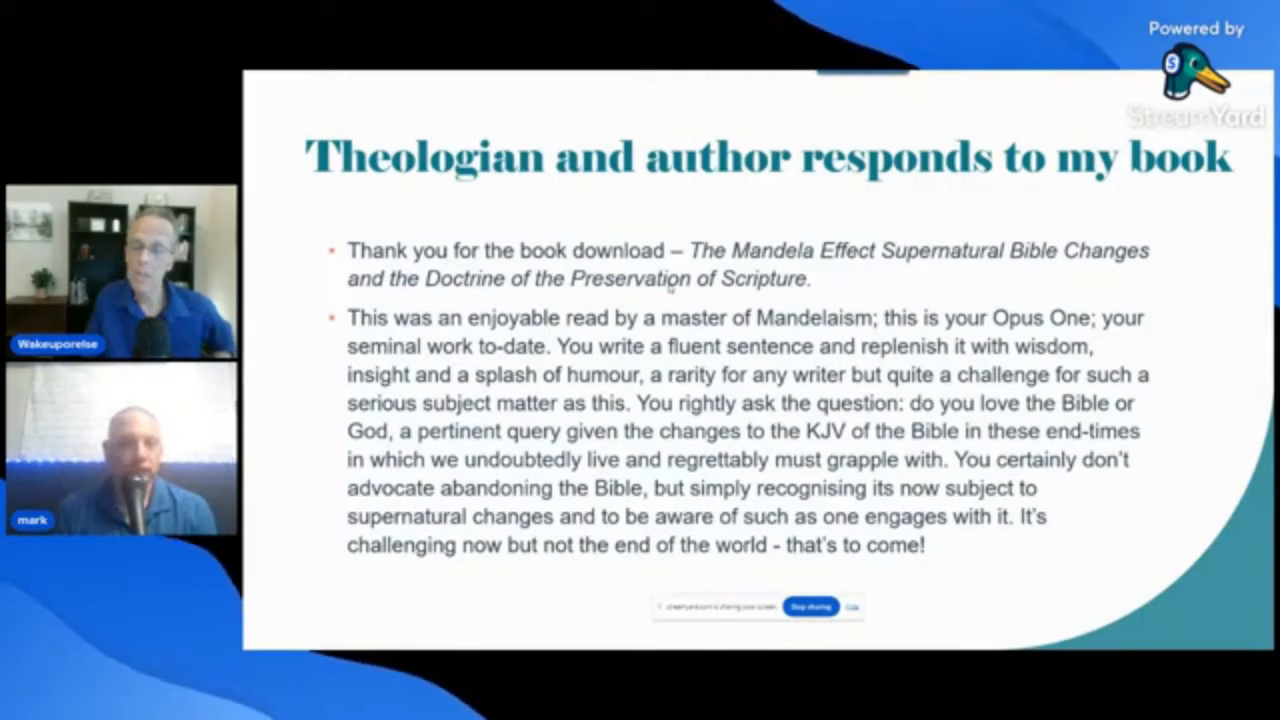 Powered by
StreamYard
Theologian and author responds to my book
• Thank you for the book download – The Mandela Effect Supernatural Bible Changes
and the Doctrine of the Preservation of Scripture.
• This was an enjoyable read by a master of Mandelaism; this is your Opus One; your
seminal work to-date. You write a fluent sentence and replenish it with wisdom,
insight and a splash of humour, a rarity for any writer but quite a challenge for such a
serious subject matter as this. You rightly ask the question: do you love the Bible or
God, a pertinent query given the changes to the KJV of the Bible in these end-times
in which we undoubtedly live and regrettably must grapple with. You certainly don't
advocate abandoning the Bible, but simply recognising its now subject to
supernatural changes and to be aware of such as one engages with it. It's
challenging now but not the end of the world - that's to come!
Wakeuporelse
mark
streamyard.com is sharing your screen. Stop sharing Hide